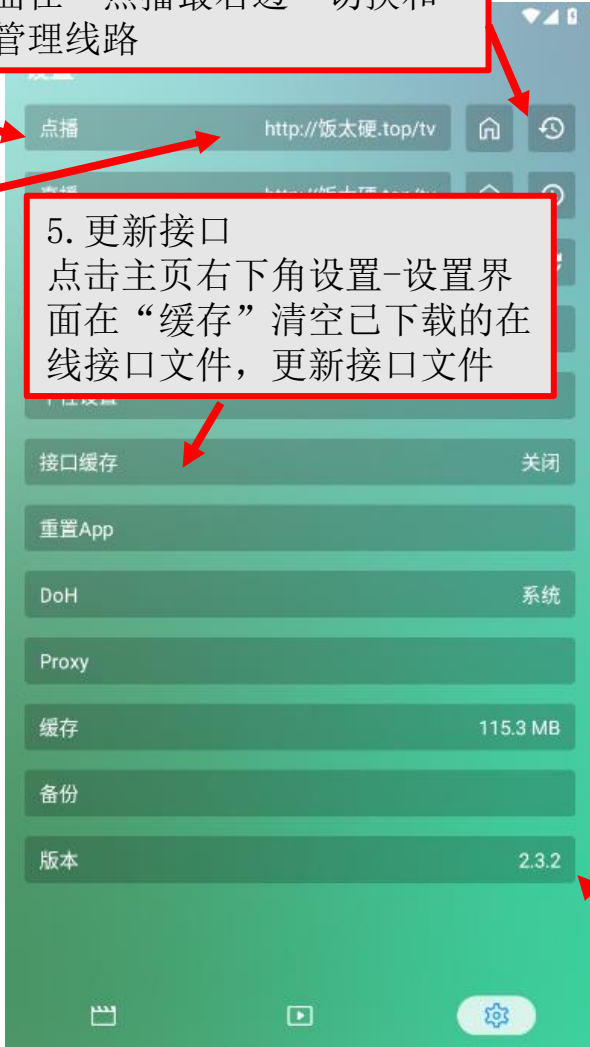 管理线路
点播 http://饭太硬.top/tv
5.更新接口
点击主页右下角设置-设置界
面在“缓存”清空已下载的在
线接口文件，更新接口文件
接口缓存 关闭
重置App
DoH 系统
Proxy
缓存 115.3 MB
备份
版本 2.3.2